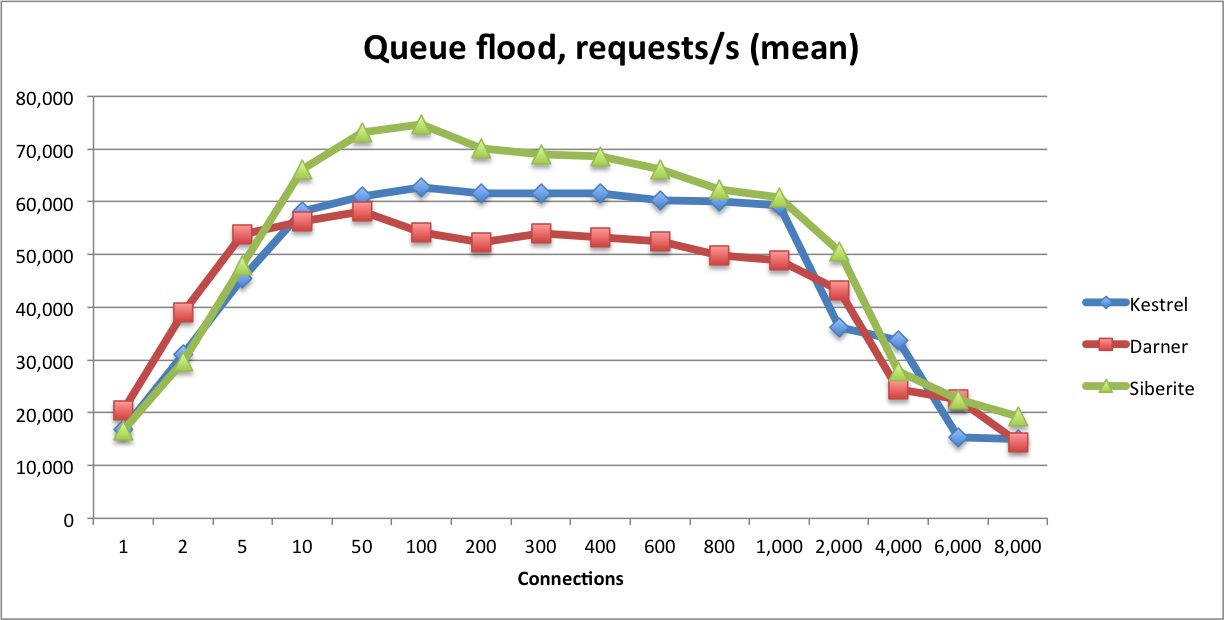 Queue flood, requests/s (mean)
80,000
70,000
60,000
50,000
40,000
30,000
20,000
10,000
0
1 2 5 10 50 100 200 300 400 600 800 1,000 2,000 4,000 6,000 8,000
Connections
Kestrel
Darner
Siberite